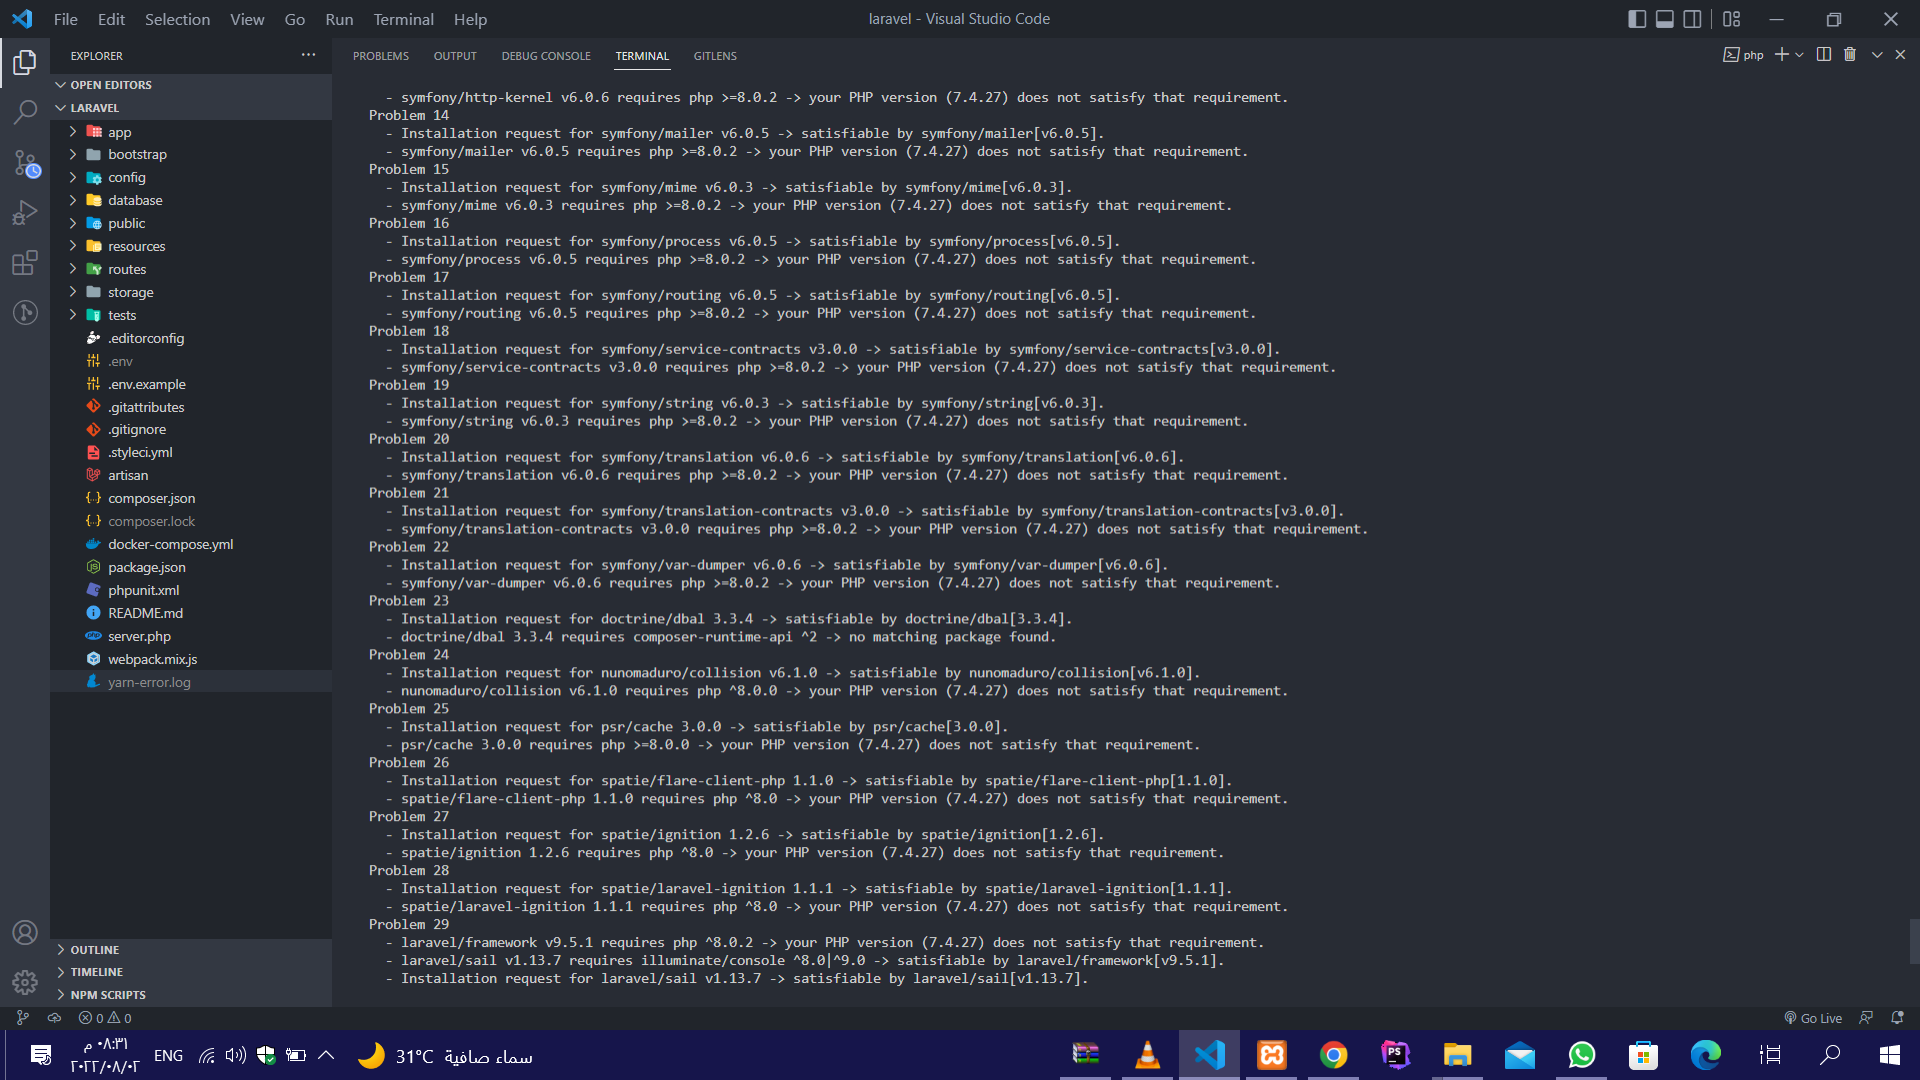 File Edit Selection View Go Run Terminal Help
laravel - Visual Studio Code
EXPLORER
OPEN EDITORS
LARAVEL
app
bootstrap
config
database
public
resources
routes
storage
tests
.editorconfig
.env
.env.example
.gitattributes
.gitignore
.styleci.yml
artisan
composer.json
composer.lock
docker-compose.yml
package.json
phpunit.xml
README.md
server.php
webpack.mix.js
yarn-error.log
OUTLINE
TIMELINE
NPM SCRIPTS
PROBLEMS OUTPUT DEBUG CONSOLE TERMINAL GITLENS
php
- symfony/http-kernel v6.0.6 requires php >=8.0.2 -> your PHP version (7.4.27) does not satisfy that requirement.
Problem 14
- Installation request for symfony/mailer v6.0.5 -> satisfiable by symfony/mailer[v6.0.5].
- symfony/mailer v6.0.5 requires php >=8.0.2 -> your PHP version (7.4.27) does not satisfy that requirement.
Problem 15
- Installation request for symfony/mime v6.0.3 -> satisfiable by symfony/mime[v6.0.3].
- symfony/mime v6.0.3 requires php >=8.0.2 -> your PHP version (7.4.27) does not satisfy that requirement.
Problem 16
- Installation request for symfony/process v6.0.5 -> satisfiable by symfony/process[v6.0.5].
- symfony/process v6.0.5 requires php >=8.0.2 -> your PHP version (7.4.27) does not satisfy that requirement.
Problem 17
- Installation request for symfony/routing v6.0.5 -> satisfiable by symfony/routing[v6.0.5].
- symfony/routing v6.0.5 requires php >=8.0.2 -> your PHP version (7.4.27) does not satisfy that requirement.
Problem 18
- Installation request for symfony/service-contracts v3.0.0 -> satisfiable by symfony/service-contracts[v3.0.0].
- symfony/service-contracts v3.0.0 requires php >=8.0.2 -> your PHP version (7.4.27) does not satisfy that requirement.
Problem 19
- Installation request for symfony/string v6.0.3 -> satisfiable by symfony/string[v6.0.3].
- symfony/string v6.0.3 requires php >=8.0.2 -> your PHP version (7.4.27) does not satisfy that requirement.
Problem 20
- Installation request for symfony/translation v6.0.6 -> satisfiable by symfony/translation[v6.0.6].
- symfony/translation v6.0.6 requires php >=8.0.2 -> your PHP version (7.4.27) does not satisfy that requirement.
Problem 21
- Installation request for symfony/translation-contracts v3.0.0 -> satisfiable by symfony/translation-contracts[v3.0.0].
- symfony/translation-contracts v3.0.0 requires php >=8.0.2 -> your PHP version (7.4.27) does not satisfy that requirement.
Problem 22
- Installation request for symfony/var-dumper v6.0.6 -> satisfiable by symfony/var-dumper[v6.0.6].
- symfony/var-dumper v6.0.6 requires php >=8.0.2 -> your PHP version (7.4.27) does not satisfy that requirement.
Problem 23
- Installation request for doctrine/dbal 3.3.4 -> satisfiable by doctrine/dbal[3.3.4].
- doctrine/dbal 3.3.4 requires composer-runtime-api ^2 -> no matching package found.
Problem 24
- Installation request for nunomaduro/collision v6.1.0 -> satisfiable by nunomaduro/collision[v6.1.0].
- nunomaduro/collision v6.1.0 requires php ^8.0.0 -> your PHP version (7.4.27) does not satisfy that requirement.
Problem 25
- Installation request for psr/cache 3.0.0 -> satisfiable by psr/cache[3.0.0].
- psr/cache 3.0.0 requires php >=8.0.0 -> your PHP version (7.4.27) does not satisfy that requirement.
Problem 26
- Installation request for spatie/flare-client-php 1.1.0 -> satisfiable by spatie/flare-client-php[1.1.0].
- spatie/flare-client-php 1.1.0 requires php ^8.0 -> your PHP version (7.4.27) does not satisfy that requirement.
Problem 27
- Installation request for spatie/ignition 1.2.6 -> satisfiable by spatie/ignition[1.2.6].
- spatie/ignition 1.2.6 requires php ^8.0 -> your PHP version (7.4.27) does not satisfy that requirement.
Problem 28
- Installation request for spatie/laravel-ignition 1.1.1 -> satisfiable by spatie/laravel-ignition[1.1.1].
- spatie/laravel-ignition 1.1.1 requires php ^8.0 -> your PHP version (7.4.27) does not satisfy that requirement.
Problem 29
- laravel/framework v9.5.1 requires php ^8.0.2 -> your PHP version (7.4.27) does not satisfy that requirement.
- laravel/sail v1.13.7 requires illuminate/console ^8.0|^9.0 -> satisfiable by laravel/framework[v9.5.1].
- Installation request for laravel/sail v1.13.7 -> satisfiable by laravel/sail[v1.13.7].
0 0 Go Live
٠٨:٣١ م
٢٠٢٢/٠٨/٠٢
ENG
31°C سماء صافية
PS